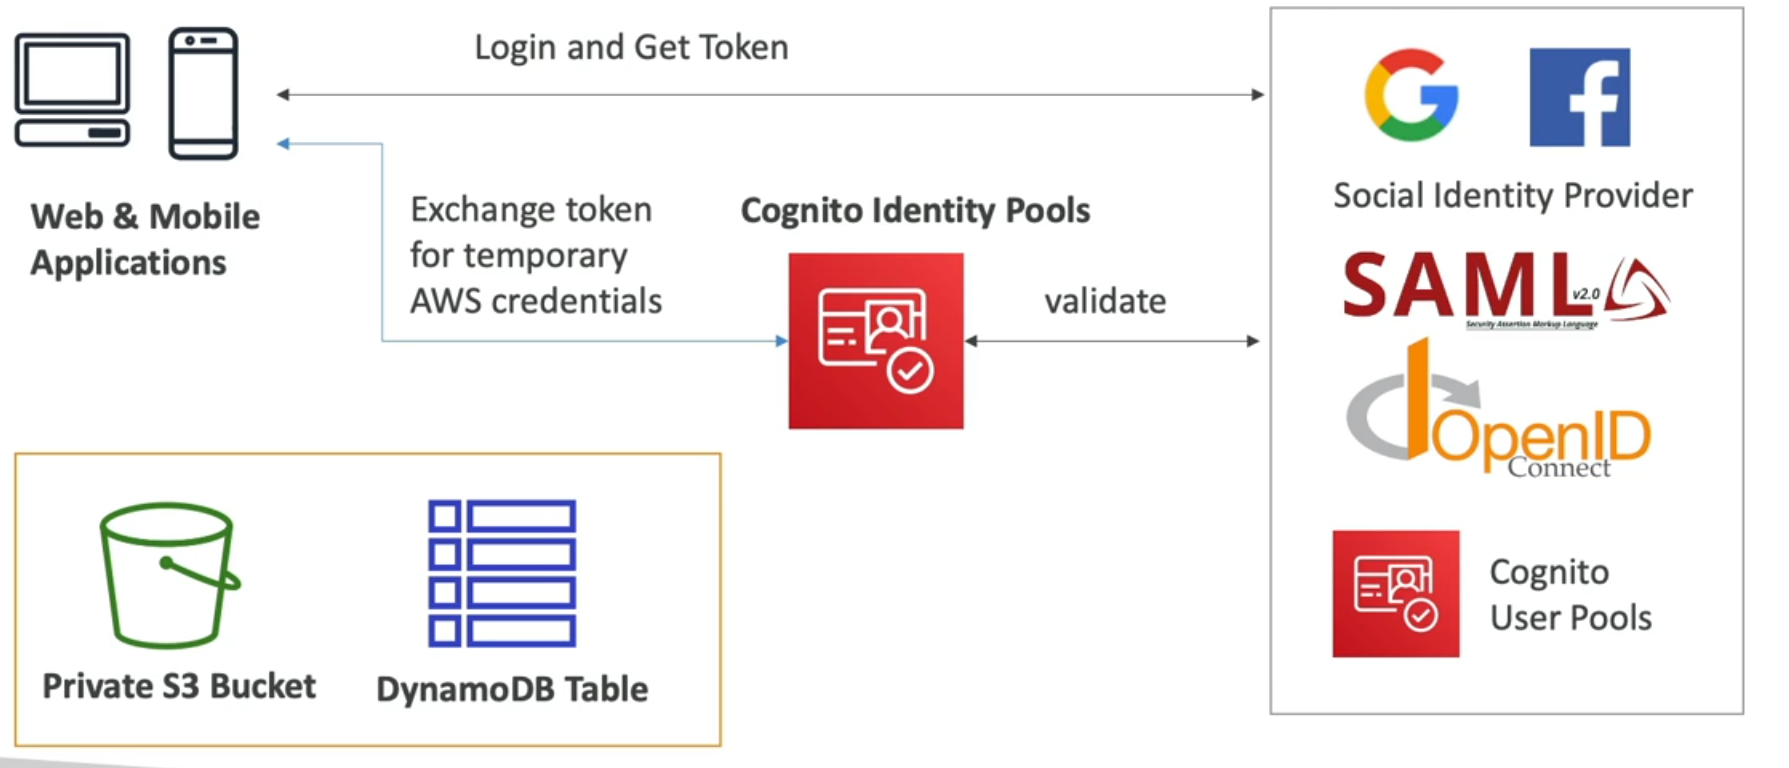 Login and Get Token
Web & Mobile
Applications
Exchange token
for temporary
AWS credentials
Cognito Identity Pools
validate
Social Identity Provider
SAML v2.0
Security Assertion Markup Language
OpenID
Connect
Cognito
User Pools
Private S3 Bucket
DynamoDB Table